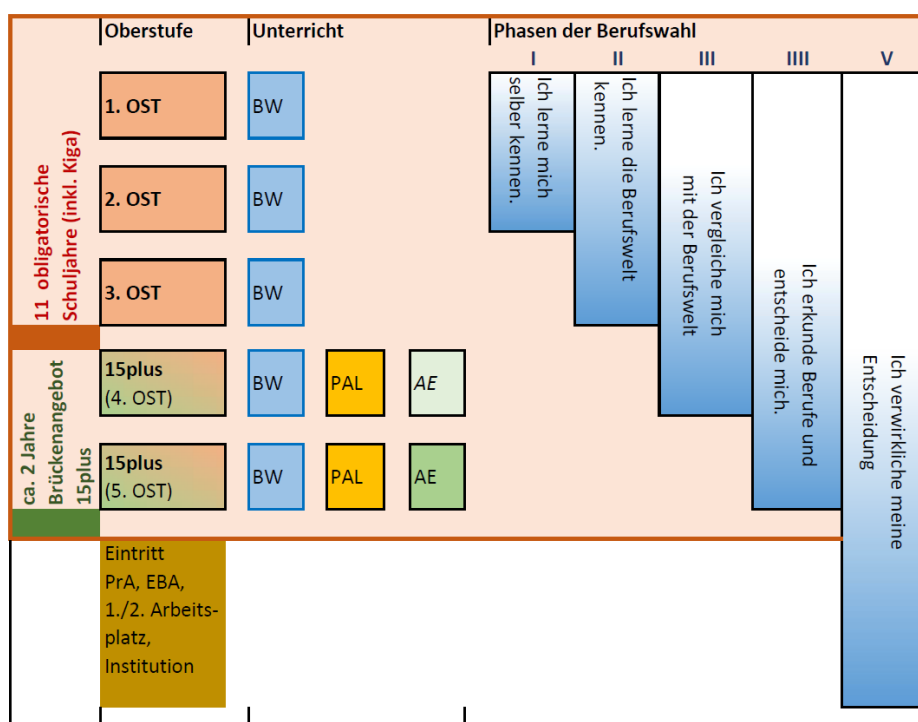 Oberstufe
Unterricht
Phasen der Berufswahl
I
II
III
IIII
V
11 obligatorische
Schuljahre (inkl. Kiga)
1. OST
BW
2. OST
BW
3. OST
BW
ca. 2 Jahre
Brückenangebot
15plus
15plus
(4. OST)
BW
PAL
AE
15plus
(5. OST)
BW
PAL
AE
Eintritt
PrA, EBA,
1./2. Arbeits-
platz,
Institution
Ich lerne mich
selber kennen.
Ich lerne die Berufswelt
kennen.
Ich vergleiche mich
mit der Berufswelt
Ich erkunde Berufe und
entscheide mich.
Ich verwirkliche meine
Entscheidung